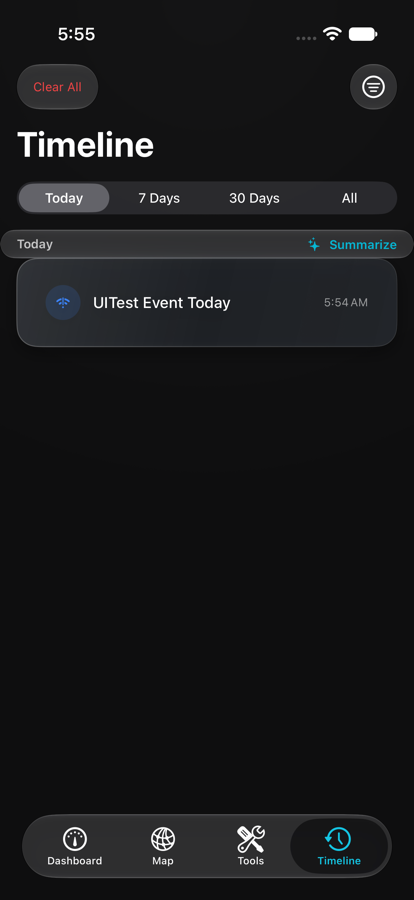 5:55
Clear All
Timeline
Today 7 Days 30 Days All
Today Summarize
UITest Event Today 5:54 AM
Dashboard Map Tools Timeline